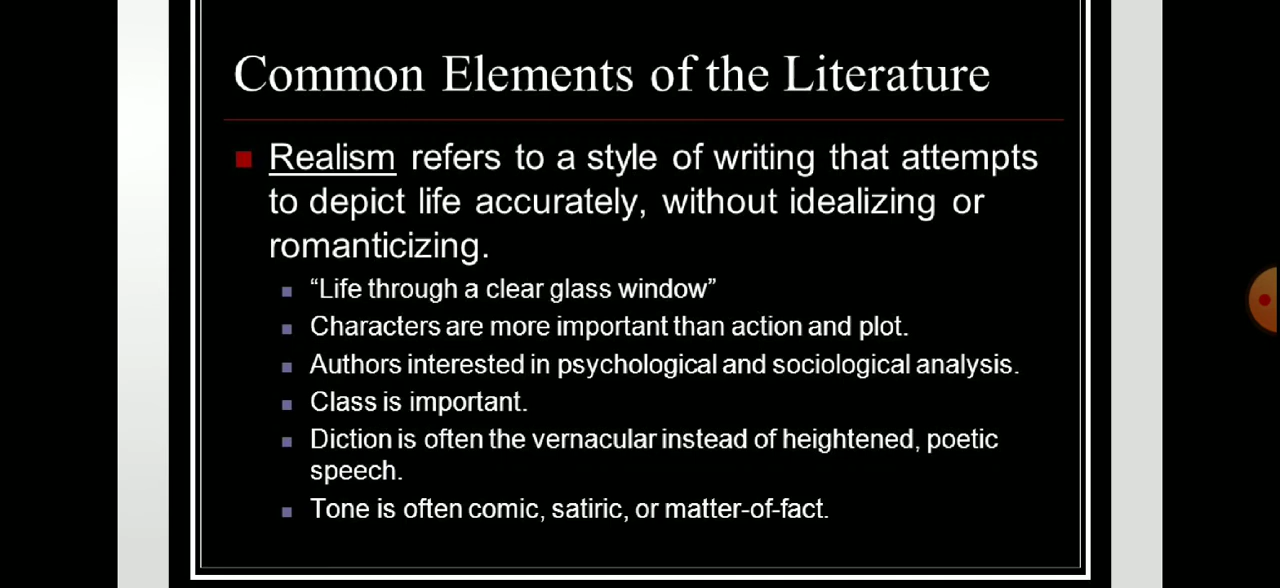 Common Elements of the Literature
Realism refers to a style of writing that attempts
to depict life accurately, without idealizing or
romanticizing.
“Life through a clear glass window”
Characters are more important than action and plot.
Authors interested in psychological and sociological analysis.
Class is important.
Diction is often the vernacular instead of heightened, poetic
speech.
Tone is often comic, satiric, or matter-of-fact.